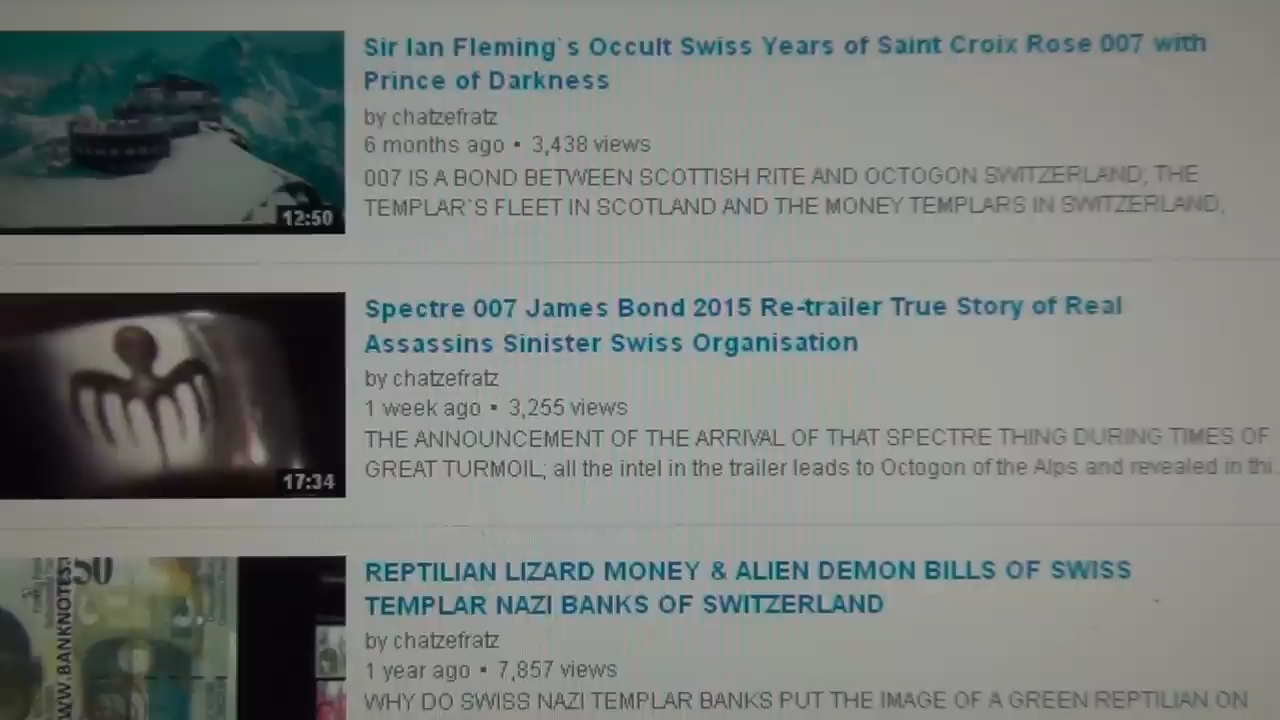 Sir Ian Fleming`s Occult Swiss Years of Saint Croix Rose 007 with
Prince of Darkness
by chatzefratz
6 months ago • 3,438 views
007 IS A BOND BETWEEN SCOTTISH RITE AND OCTOGON SWITZERLAND, THE
TEMPLAR`S FLEET IN SCOTLAND AND THE MONEY TEMPLARS IN SWITZERLAND,
12:50
Spectre 007 James Bond 2015 Re-trailer True Story of Real
Assassins Sinister Swiss Organisation
by chatzefratz
1 week ago • 3,255 views
THE ANNOUNCEMENT OF THE ARRIVAL OF THAT SPECTRE THING DURING TIMES OF
GREAT TURMOIL; all the intel in the trailer leads to Octogon of the Alps and revealed in thi
17:34
50
WWW.BANKNOTES.
REPTILIAN LIZARD MONEY & ALIEN DEMON BILLS OF SWISS
TEMPLAR NAZI BANKS OF SWITZERLAND
by chatzefratz
1 year ago • 7,857 views
WHY DO SWISS NAZI TEMPLAR BANKS PUT THE IMAGE OF A GREEN REPTILIAN ON